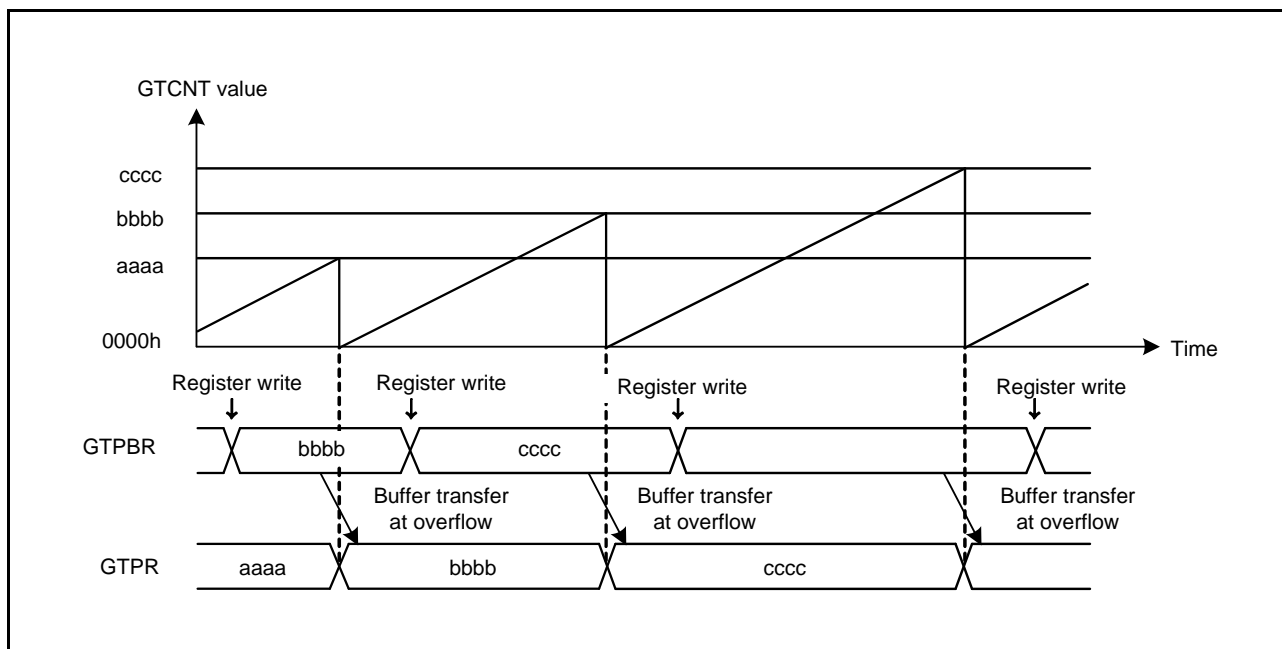 GTCNT value
cccc
bbbb
aaaa
0000h
Time
Register write
Register write
Register write
Register write
GTPBR
bbbb
cccc
Buffer transfer
at overflow
Buffer transfer
at overflow
Buffer transfer
at overflow
GTPR
aaaa
bbbb
cccc